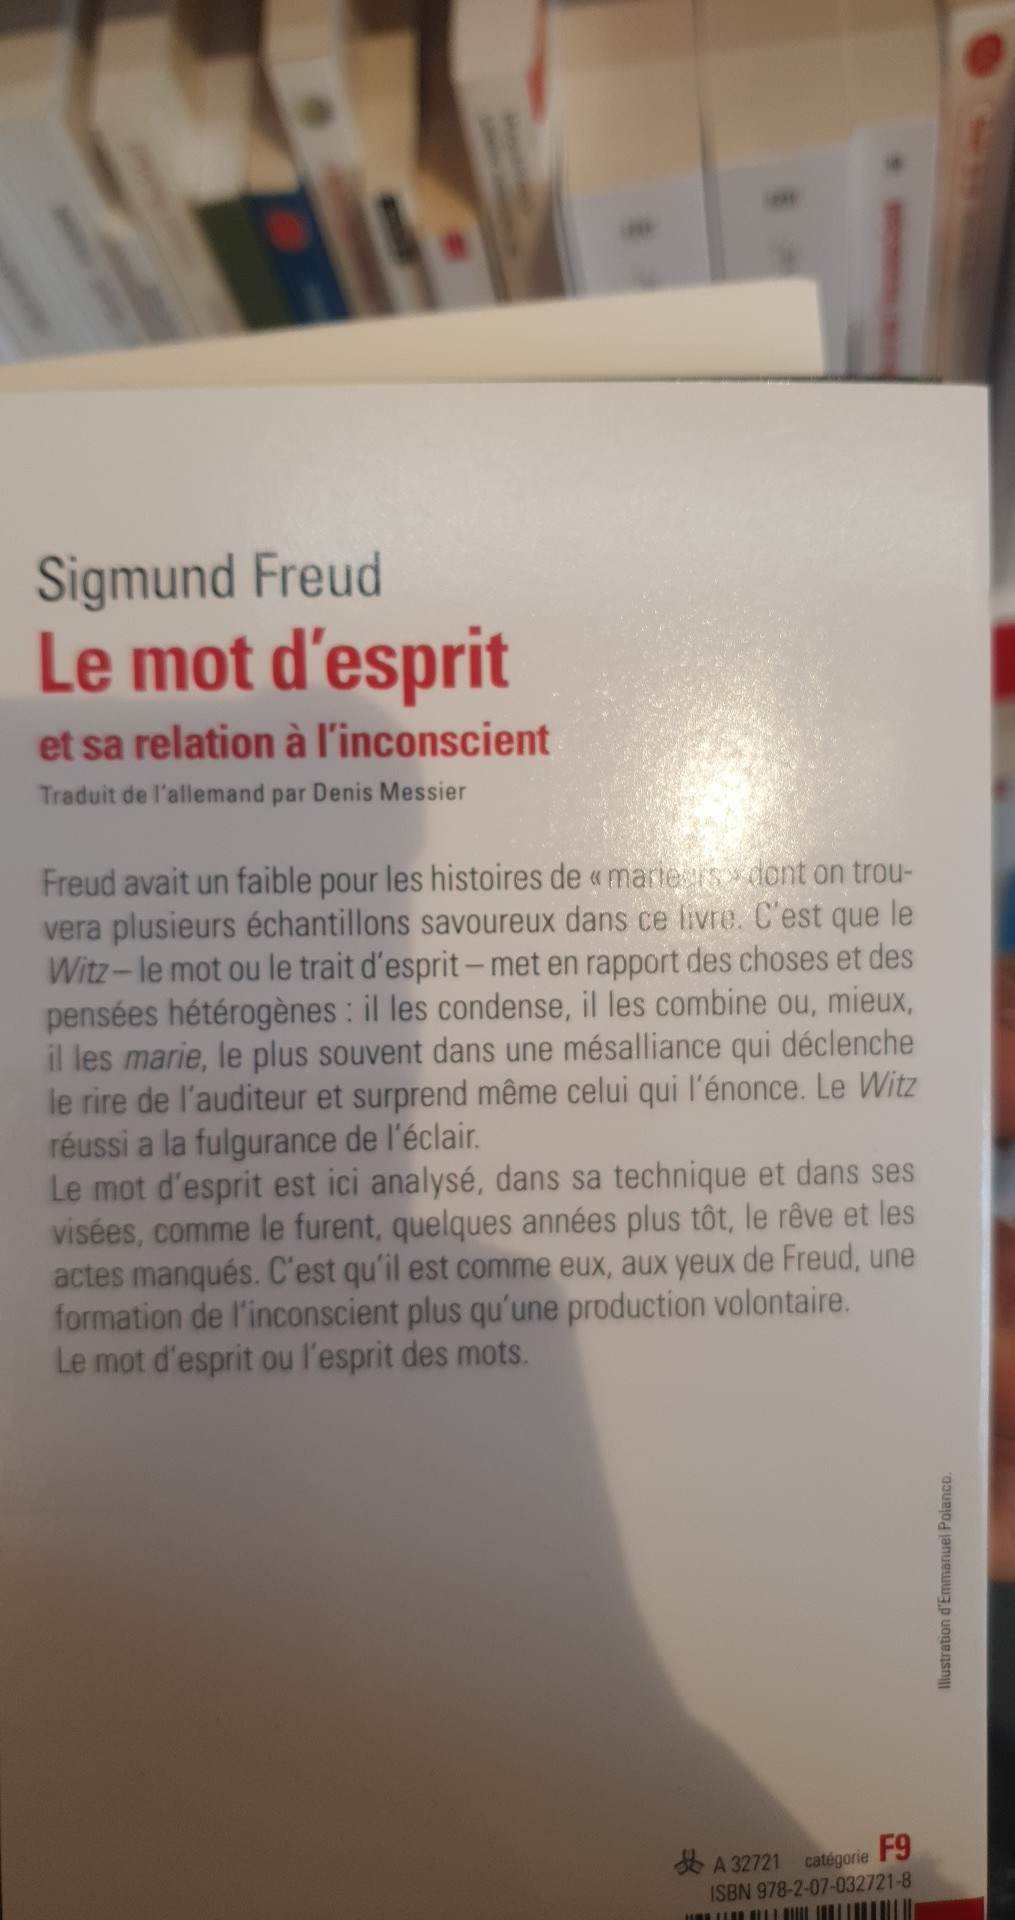 Sigmund Freud
Le mot d'esprit
et sa relation à l'inconscient
Traduit de l'allemand par Denis Messier
Freud avait un faible pour les histoires de « marieurs » dont on trou-
vera plusieurs échantillons savoureux dans ce livre. C'est que le
Witz – le mot ou le trait d'esprit – met en rapport des choses et des
pensées hétérogènes : il les condense, il les combine ou, mieux,
il les marie, le plus souvent dans une mésalliance qui déclenche
le rire de l'auditeur et surprend même celui qui l'énonce. Le Witz
réussi a la fulgurance de l'éclair.
Le mot d'esprit est ici analysé, dans sa technique et dans ses
visées, comme le furent, quelques années plus tôt, le rêve et les
actes manqués. C'est qu'il est comme eux, aux yeux de Freud, une
formation de l'inconscient plus qu'une production volontaire.
Le mot d'esprit ou l'esprit des mots.
Illustration d'Emmanuel Polanco.
A 32721 catégorie F9
ISBN 978-2-07-032721-8